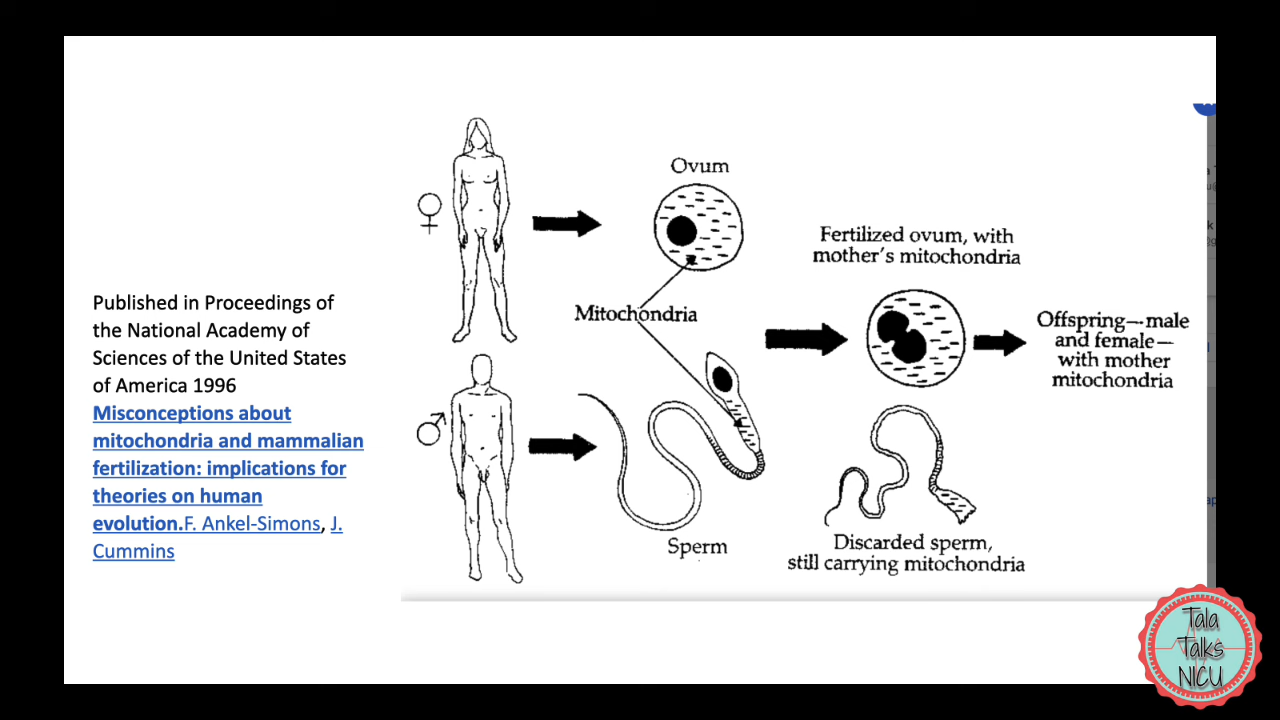 Published in Proceedings of
the National Academy of
Sciences of the United States
of America 1996
Misconceptions about
mitochondria and mammalian
fertilization: implications for
theories on human
evolution.F. Ankel-Simons, J.
Cummins
♀
Ovum
Mitochondria
♂
Sperm
Fertilized ovum, with
mother's mitochondria
Discarded sperm,
still carrying mitochondria
Offspring—male
and female—
with mother
mitochondria
Tala
Talks
NICU